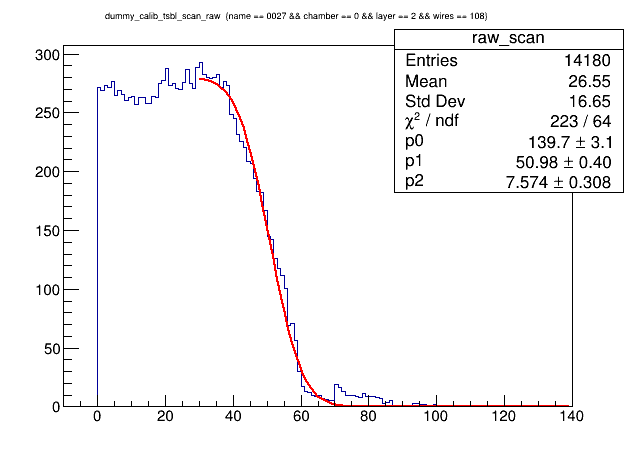 dummy_calib_tsbl_scan_raw (name == 0027 && chamber == 0 && layer == 2 && wires == 108)
raw_scan
Entries 14180
Mean 26.55
Std Dev 16.65
χ² / ndf 223 / 64
p0 139.7 ± 3.1
p1 50.98 ± 0.40
p2 7.574 ± 0.308
300
250
200
150
100
50
0
0 20 40 60 80 100 120 140